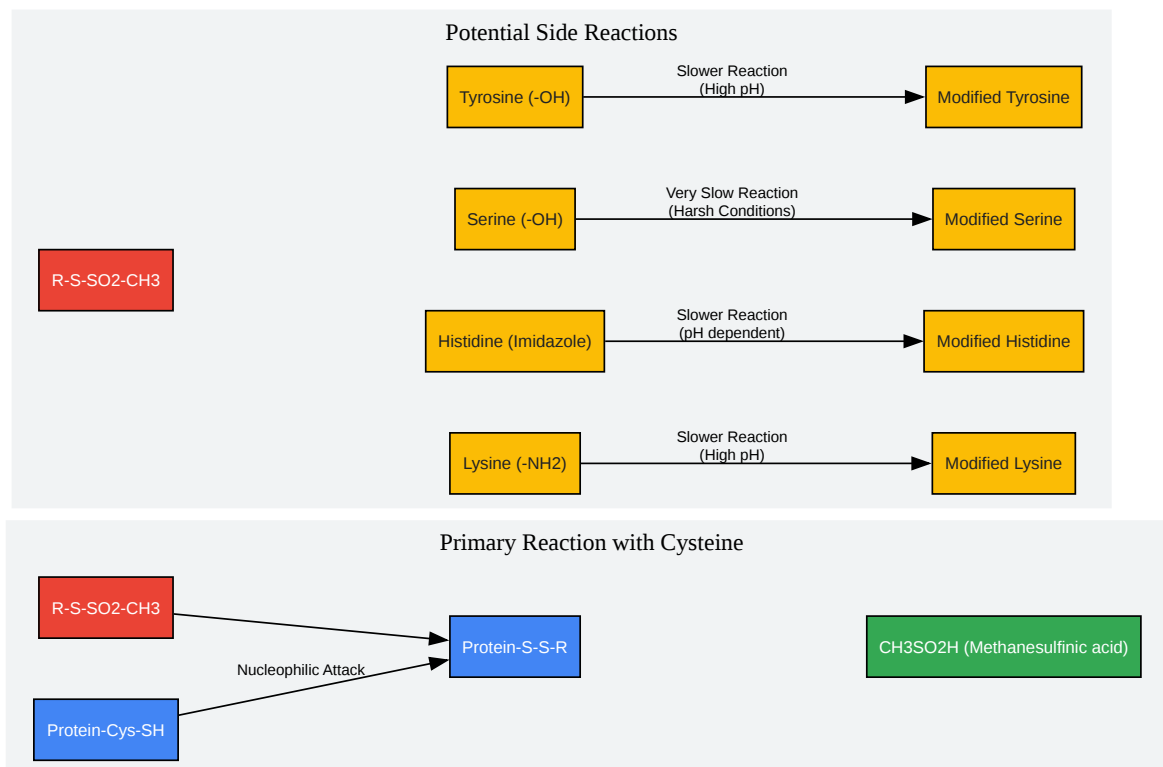 Potential Side Reactions
Tyrosine (-OH)
Slower Reaction
(High pH)
Modified Tyrosine
Serine (-OH)
Very Slow Reaction
(Harsh Conditions)
Modified Serine
R-S-SO2-CH3
Histidine (Imidazole)
Slower Reaction
(pH dependent)
Modified Histidine
Lysine (-NH2)
Slower Reaction
(High pH)
Modified Lysine
Primary Reaction with Cysteine
R-S-SO2-CH3
Protein-S-S-R
CH3SO2H (Methanesulfinic acid)
Nucleophilic Attack
Protein-Cys-SH